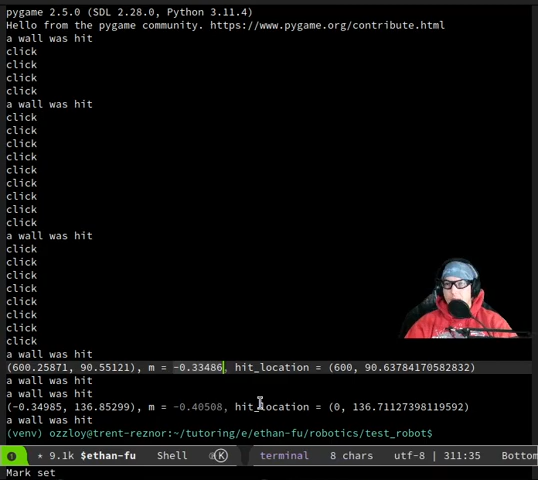 pygame 2.5.0 (SDL 2.28.0, Python 3.11.4)
Hello from the pygame community. https://www.pygame.org/contribute.html
a wall was hit
click
click
click
click
a wall was hit
click
click
click
click
click
click
click
click
click
a wall was hit
click
click
click
click
click
click
click
click
a wall was hit
(600.25871, 90.55121), m = -0.33486, hit_location = (600, 90.63784170582832)
a wall was hit
a wall was hit
(-0.34985, 136.85299), m = -0.40508, hit_location = (0, 136.71127398119592)
a wall was hit
(venv) ozzloy@trent-reznor:~/tutoring/e/ethan-fu/robotics/test_robot$
1 * 9.1k $ethan-fu Shell K terminal 8 chars utf-8 | 311:35 Bottom
Mark set